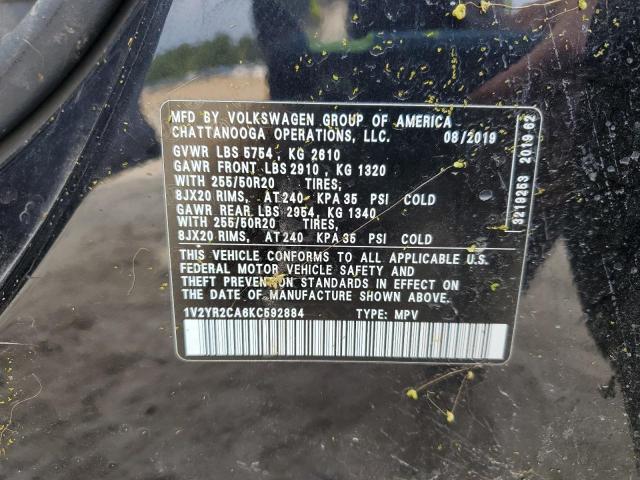 MFD BY VOLKSWAGEN GROUP OF AMERICA
CHATTANOOGA OPERATIONS, LLC. 08/2019
GVWR LBS 5754 , KG 2610
GAWR FRONT LBS 2910 , KG 1320
WITH 255/50R20 TIRES,
8JX20 RIMS, AT 240 KPA 35 PSI COLD
GAWR REAR LBS 2954, KG 1340
WITH 255/50R20 TIRES,
8JX20 RIMS, AT 240 KPA 35 PSI COLD
THIS VEHICLE CONFORMS TO ALL APPLICABLE U.S.
FEDERAL MOTOR VEHICLE SAFETY AND
THEFT PREVENTION STANDARDS IN EFFECT ON
THE DATE OF MANUFACTURE SHOWN ABOVE.
1V2YR2CA6KC592884 TYPE: MPV
3219253 2019.62